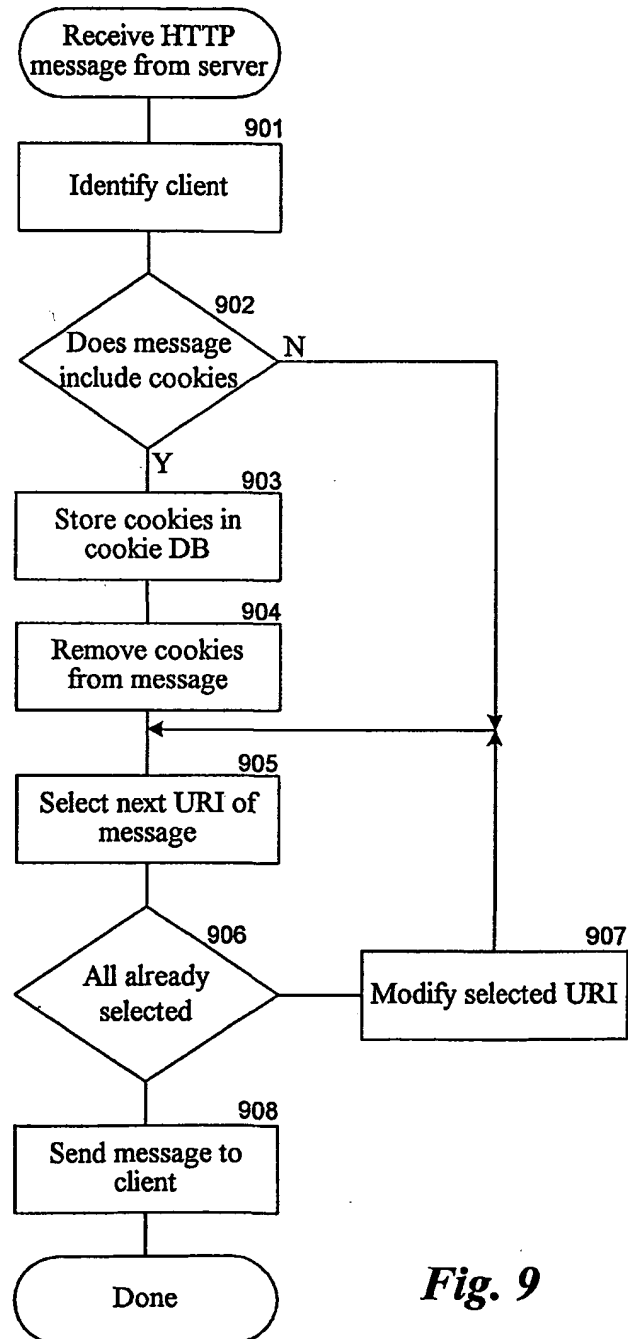 Receive HTTP
message from server
901
Identify client
902
Does message
include cookies
N
Y
903
Store cookies in
cookie DB
904
Remove cookies
from message
905
Select next URI of
message
906
All already
selected
907
Modify selected URI
908
Send message to
client
Done
Fig. 9